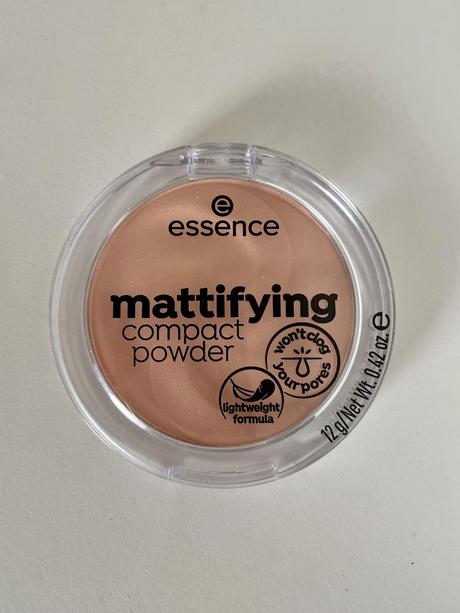 e
essence
mattifying
compact
powder
won't clog
your pores
lightweight
formula
12 g/Net Wt. 0.42 oz. ℮